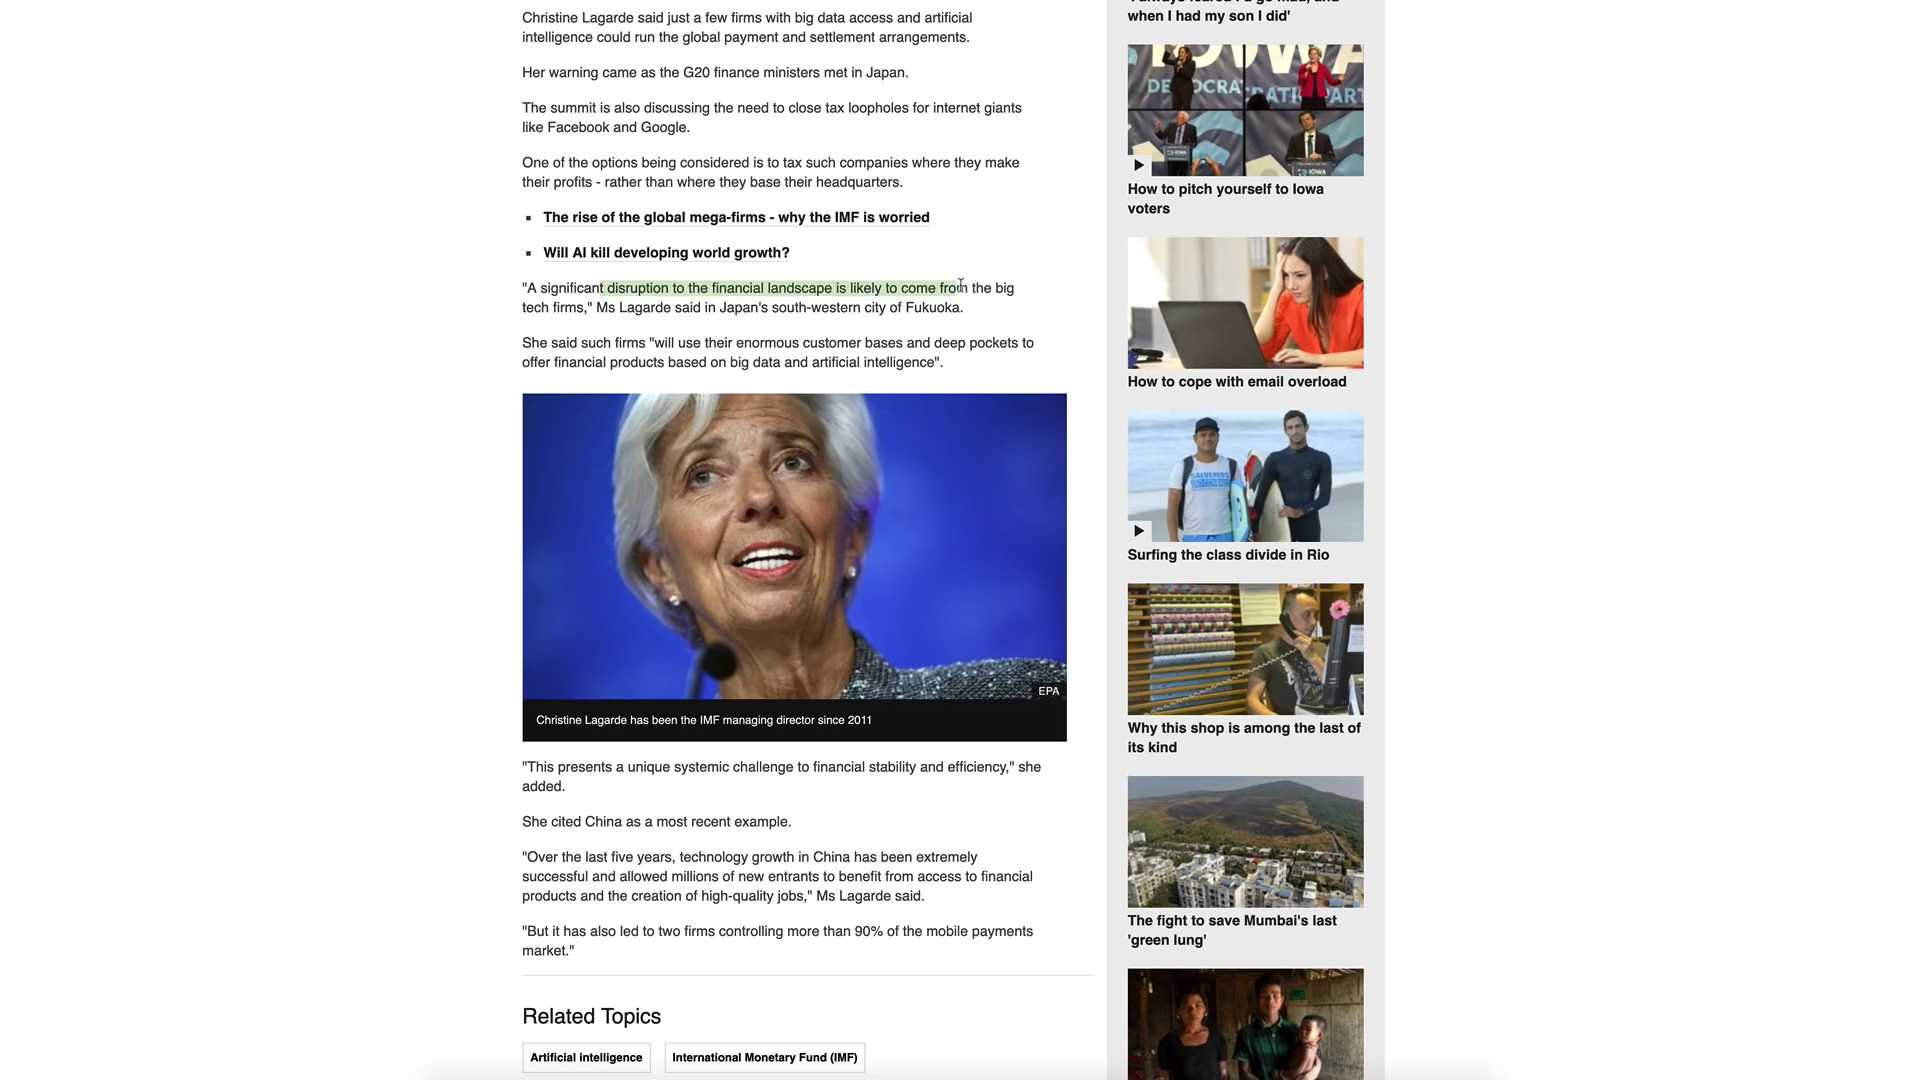 Christine Lagarde said just a few firms with big data access and artificial
intelligence could run the global payment and settlement arrangements.
Her warning came as the G20 finance ministers met in Japan.
The summit is also discussing the need to close tax loopholes for internet giants
like Facebook and Google.
One of the options being considered is to tax such companies where they make
their profits - rather than where they base their headquarters.
The rise of the global mega-firms - why the IMF is worried
Will AI kill developing world growth?
"A significant disruption to the financial landscape is likely to come from the big
tech firms," Ms Lagarde said in Japan's south-western city of Fukuoka.
She said such firms "will use their enormous customer bases and deep pockets to
offer financial products based on big data and artificial intelligence".
EPA
Christine Lagarde has been the IMF managing director since 2011
"This presents a unique systemic challenge to financial stability and efficiency," she
added.
She cited China as a most recent example.
"Over the last five years, technology growth in China has been extremely
successful and allowed millions of new entrants to benefit from access to financial
products and the creation of high-quality jobs," Ms Lagarde said.
"But it has also led to two firms controlling more than 90% of the mobile payments
market."
Related Topics
Artificial intelligence
International Monetary Fund (IMF)
when I had my son I did'
IOWA
DEMOCRATIC PARTY
IOWA
How to pitch yourself to Iowa
voters
How to cope with email overload
Surfing the class divide in Rio
Why this shop is among the last of
its kind
The fight to save Mumbai's last
'green lung'